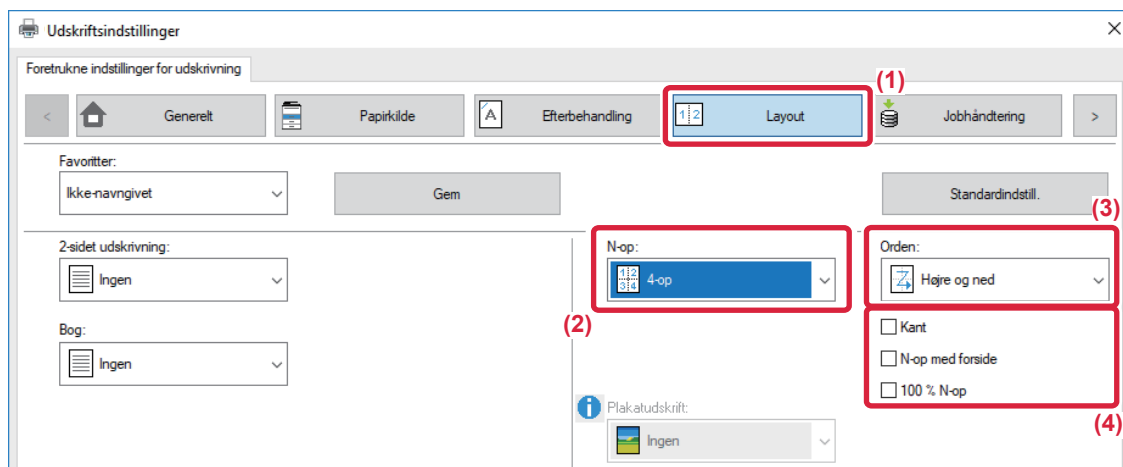 Udskriftsindstillinger
Foretrukne indstillinger for udskrivning
(1)
< Generelt Papirkilde Efterbehandling Layout Jobhåndtering >
Favoritter:
Ikke-navngivet Gem Standardindstill.
(3)
2-sidet udskrivning: N-op: Orden:
Ingen 4-op Højre og ned
(2)
Bog: Kant
Ingen N-op med forside
100 % N-op
Plakatudskrift:
(4)
Ingen